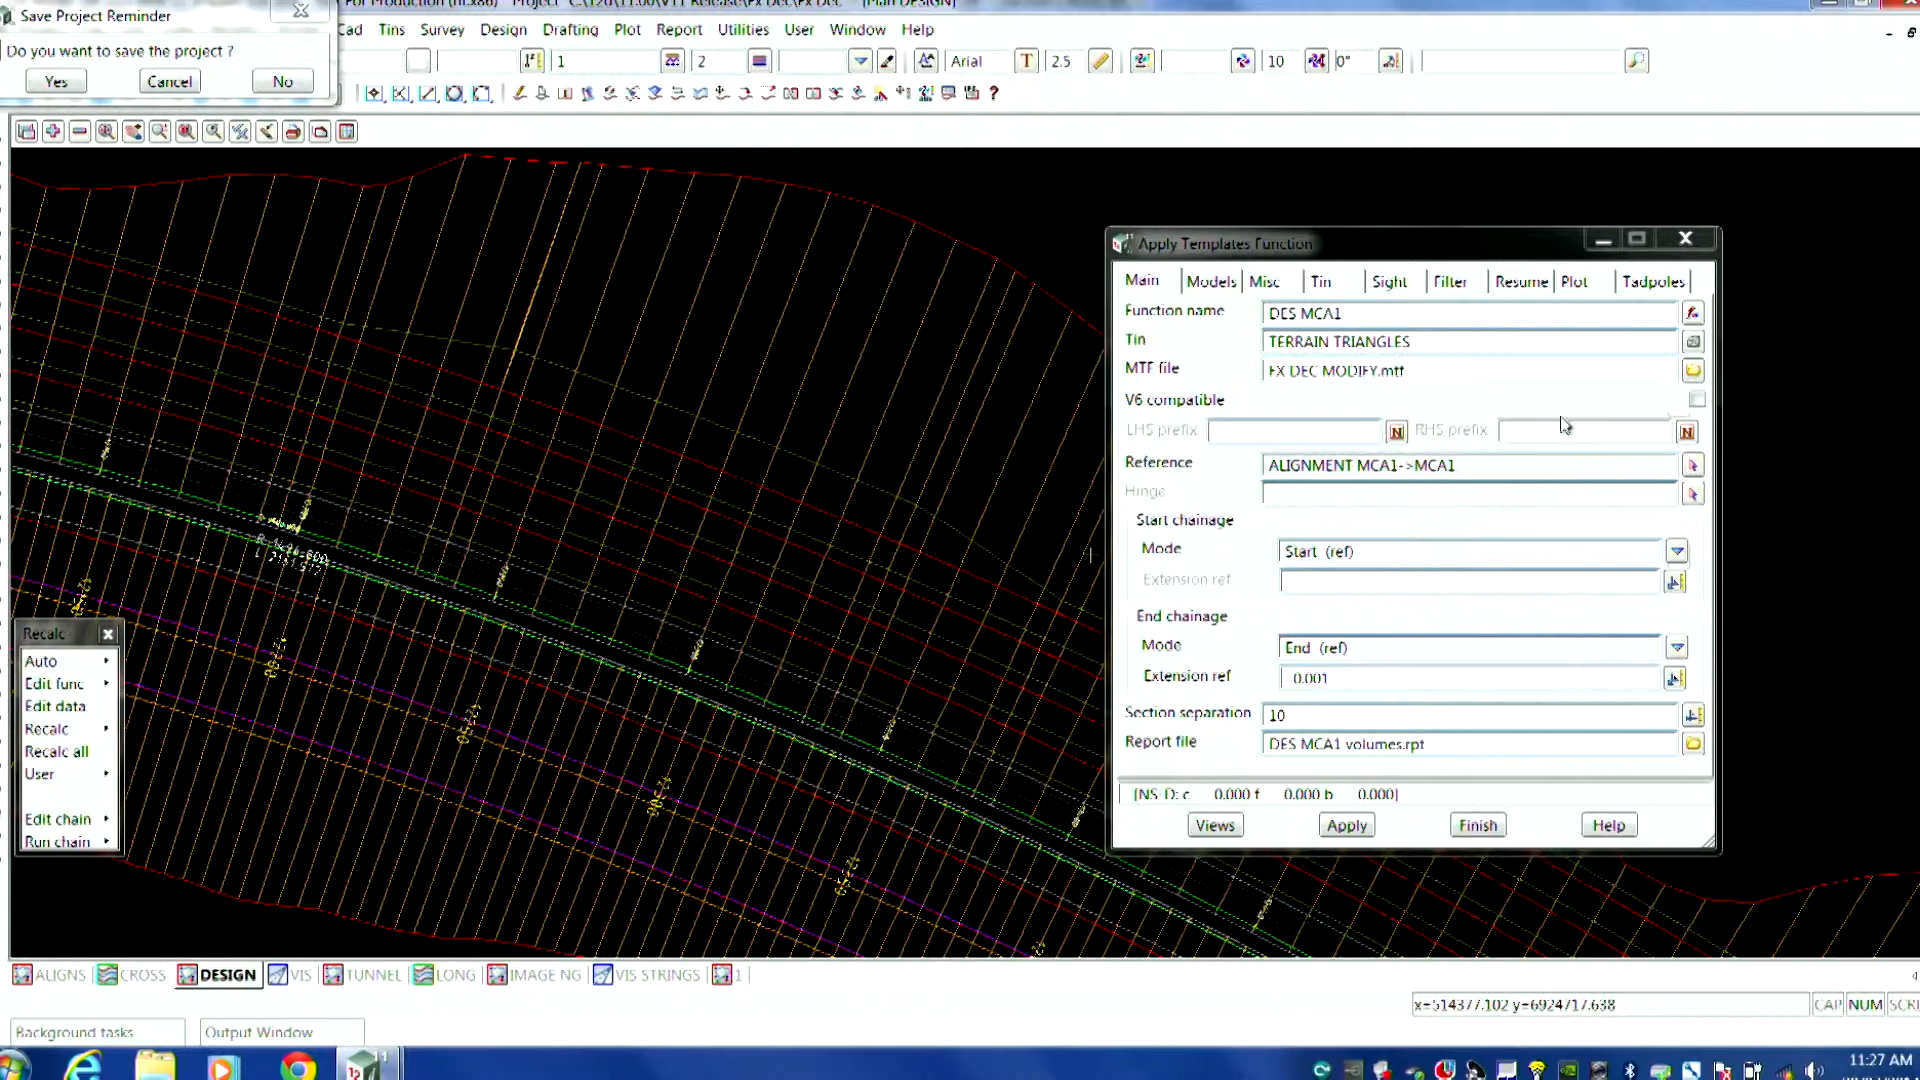 Save Project Reminder
Do you want to save the project ?
Yes
Cancel
No
Tins
Survey
Design
Drafting
Plot
Report
Utilities
User
Window
Help
1
2
Arial
T
2.5
10
0°
?
Apply Templates Function
Main
Models
Misc
Tin
Sight
Filter
Resume
Plot
Tadpoles
Function name
DES MCA1
Tin
TERRAIN TRIANGLES
MTF file
FX DEC MODIFY.mtf
V6 compatible
LHS prefix
N
RHS prefix
N
Reference
ALIGNMENT MCA1->MCA1
Hinge
Start chainage
Mode
Start (ref)
Extension ref
End chainage
Mode
End (ref)
Extension ref
0.001
Section separation
10
Report file
DES MCA1 volumes.rpt
[NS-D: c 0.000 f 0.000 b 0.000]
Views
Apply
Finish
Help
Recalc
Auto
Edit func
Edit data
Recalc
Recalc all
User
Edit chain
Run chain
ALIGNS
CROSS
DESIGN
VIS
TUNNEL
LONG
IMAGE NG
VIS STRINGS
1
x=514377.102 y=6924717.638
CAP
NUM
Background tasks
Output Window
11:27 AM